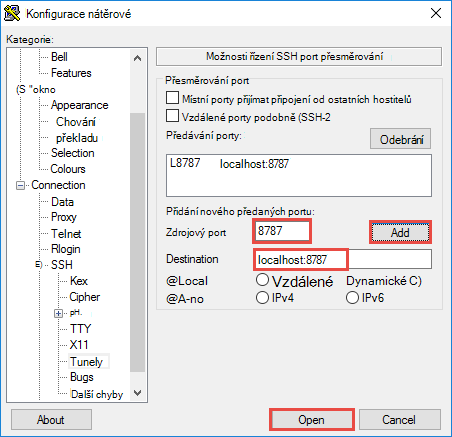 Konfigurace nátěrové
Kategorie:
Bell
Features
(S "okno
Appearance
Chování
překladu
Selection
Colours
Connection
Data
Proxy
Telnet
Rlogin
SSH
Kex
Cipher
pH.
TTY
X11
Tunely
Bugs
Další chyby
Možnosti řízení SSH port přesměrování
Přesměrování port
Místní porty přijímat připojení od ostatních hostitelů
Vzdálené porty podobně (SSH-2
Předávání porty:
Odebrání
L8787 localhost:8787
Přidání nového předaných portu:
Zdrojový port 8787 Add
Destination localhost:8787
@Local Vzdálené Dynamické C)
@A-no IPv4 IPv6
About Open Cancel